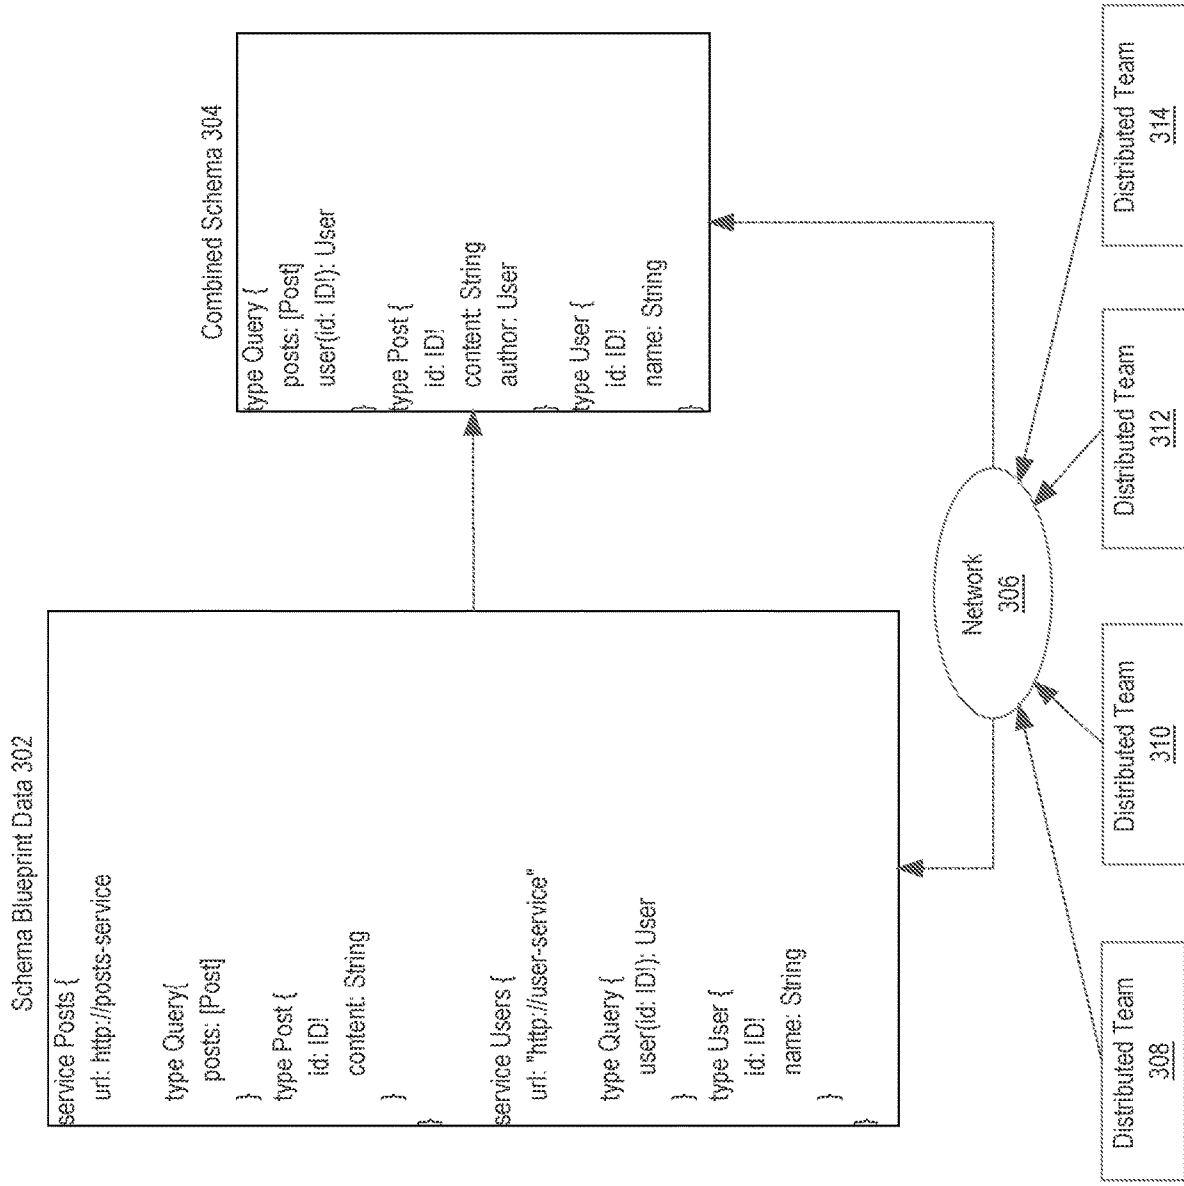 Schema Blueprint Data 302
service Posts {
url: http://posts-service
type Query{
posts: [Post]
}
type Post {
id: ID!
content: String
}
}
service Users {
url: "http://user-service"
type Query {
user(id: ID!): User
}
type User {
id: ID!
name: String
}
}
Combined Schema 304
type Query {
posts: [Post]
user(id: ID!): User
}
type Post {
id: ID!
content: String
author: User
}
type User {
id: ID!
name: String
}
Network
306
Distributed Team
308
Distributed Team
310
Distributed Team
312
Distributed Team
314